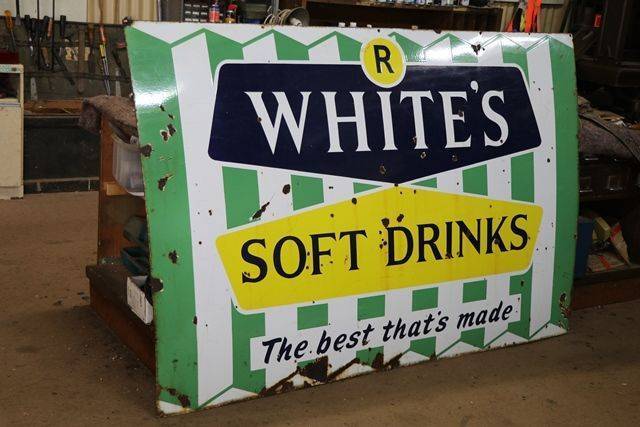 R
WHITE'S
SOFT DRINKS
The best that's made